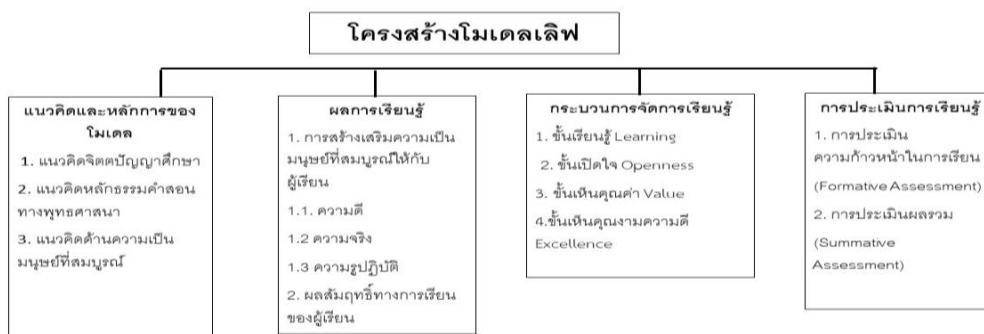 โครงสร้างโมเดลเลิฟ
แนวคิดและหลักการของ
โมเดล
1. แนวคิดจิตตปัญญาศึกษา
2. แนวคิดหลักธรรมคำสอน
ทางพุทธศาสนา
3. แนวคิดด้านความเป็น
มนุษย์ที่สมบูรณ์
ผลการเรียนรู้
1. การสร้างเสริมความเป็น
มนุษย์ที่สมบูรณ์ให้กับ
ผู้เรียน
1.1. ความดี
1.2 ความจริง
1.3 ความรูปฏิบัติ
2. ผลสัมฤทธิ์ทางการเรียน
ของผู้เรียน
กระบวนการจัดการเรียนรู้
1. ขั้นเรียนรู้ Learning
2. ขั้นเปิดใจ Openness
3. ขั้นเห็นคุณค่า Value
4.ขั้นเห็นคุณงามความดี
Excellence
การประเมินการเรียนรู้
1. การประเมิน
ความก้าวหน้าในการเรียน
(Formative Assessment)
2. การประเมินผลรวม
(Summative
Assessment)